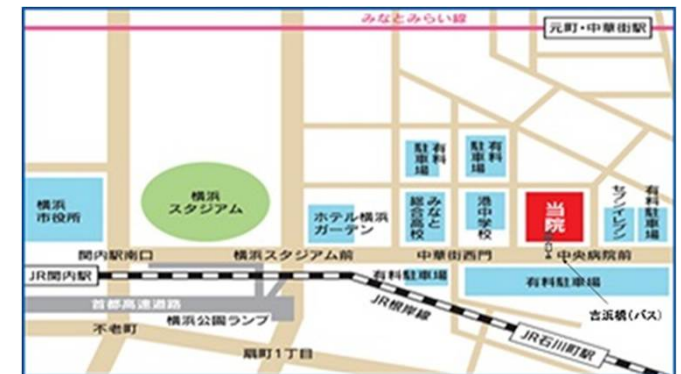 みなとみらい線
元町・中華街駅
有料
駐車場
有料
駐車場
横浜
市役所
横浜
スタジアム
ホテル横浜
ガーデン
みなと
総合高校
港中学校
当院
セブンイレブン
有料
駐車場
関内駅南口
横浜スタジアム前
中華街西門
中央病院前
JR関内駅
有料駐車場
有料駐車場
首都高速道路
横浜公園ランプ
JR根岸線
吉浜橋(バス)
不老町
扇町1丁目
JR石川町駅